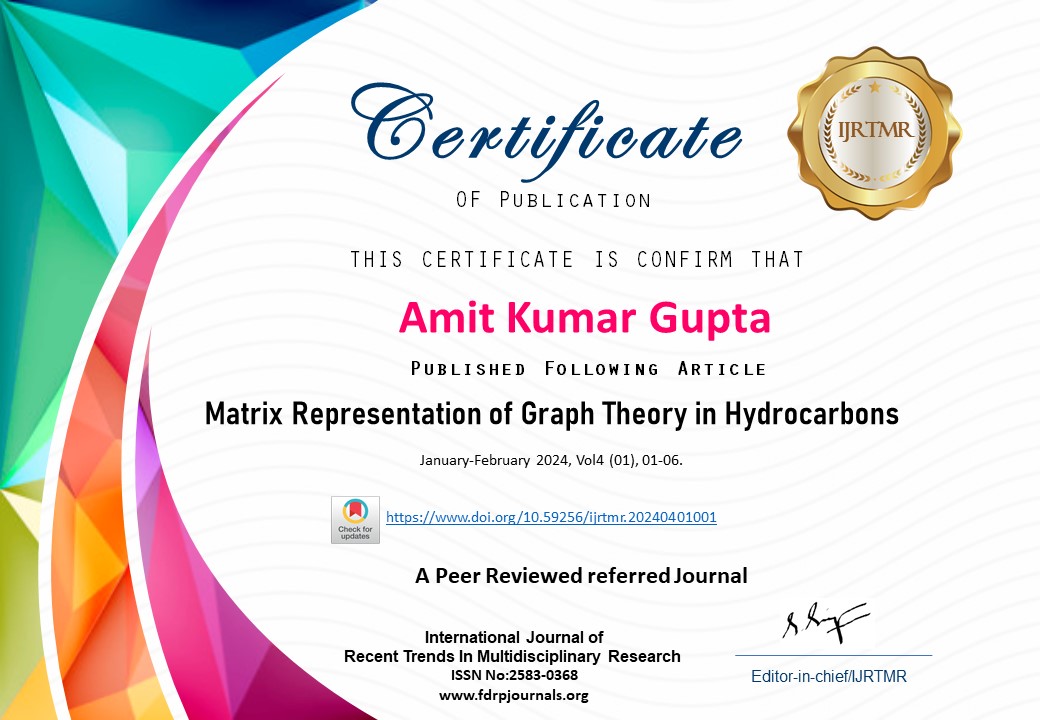 Certificate
IJRTMR
OF PUBLICATION
THIS CERTIFICATE IS CONFIRM THAT
Amit Kumar Gupta
PUBLISHED FOLLOWING ARTICLE
Matrix Representation of Graph Theory in Hydrocarbons
January-February 2024, Vol4 (01), 01-06.
Check for
updates
https://www.doi.org/10.59256/ijrtmr.20240401001
A Peer Reviewed referred Journal
International Journal of
Recent Trends In Multidisciplinary Research
ISSN No:2583-0368
www.fdrpjournals.org
Editor-in-chief/IJRTMR